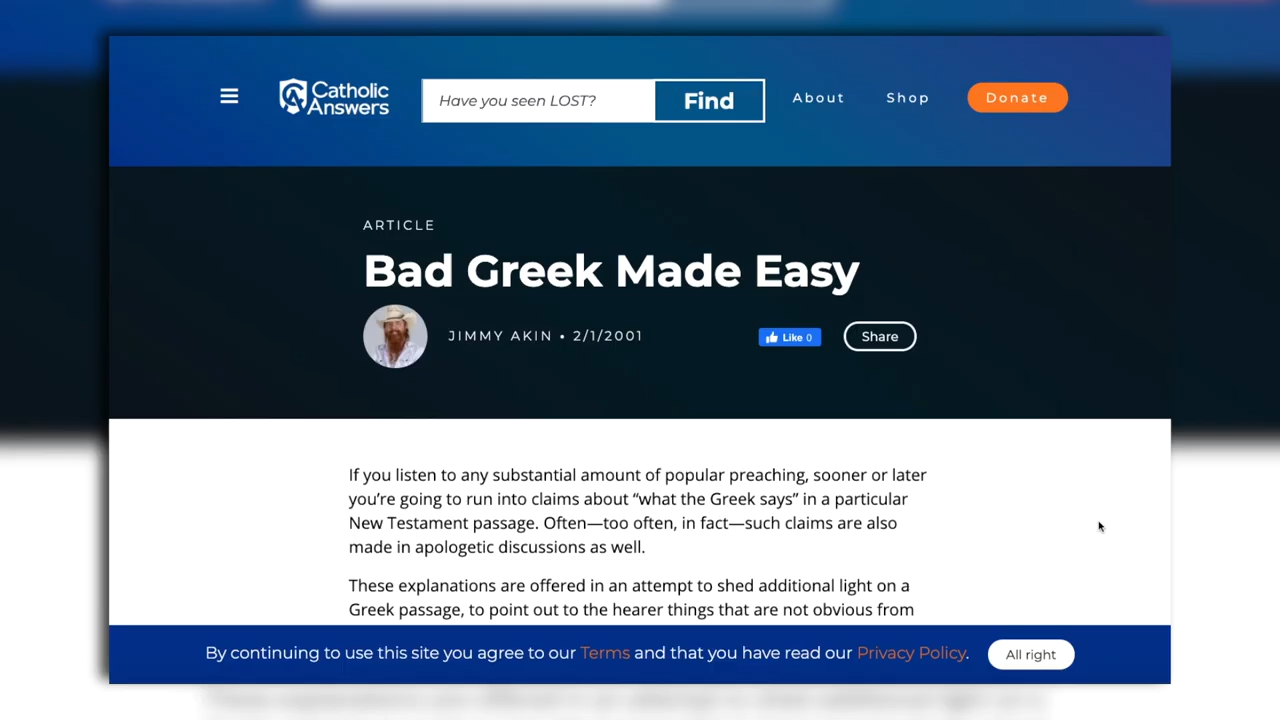 Catholic
Answers
Have you seen LOST?
Find
About
Shop
Donate
ARTICLE
Bad Greek Made Easy
JIMMY AKIN • 2/1/2001
Like 0
Share
If you listen to any substantial amount of popular preaching, sooner or later
you’re going to run into claims about “what the Greek says” in a particular
New Testament passage. Often—too often, in fact—such claims are also
made in apologetic discussions as well.
These explanations are offered in an attempt to shed additional light on a
Greek passage, to point out to the hearer things that are not obvious from
By continuing to use this site you agree to our Terms and that you have read our Privacy Policy.
All right